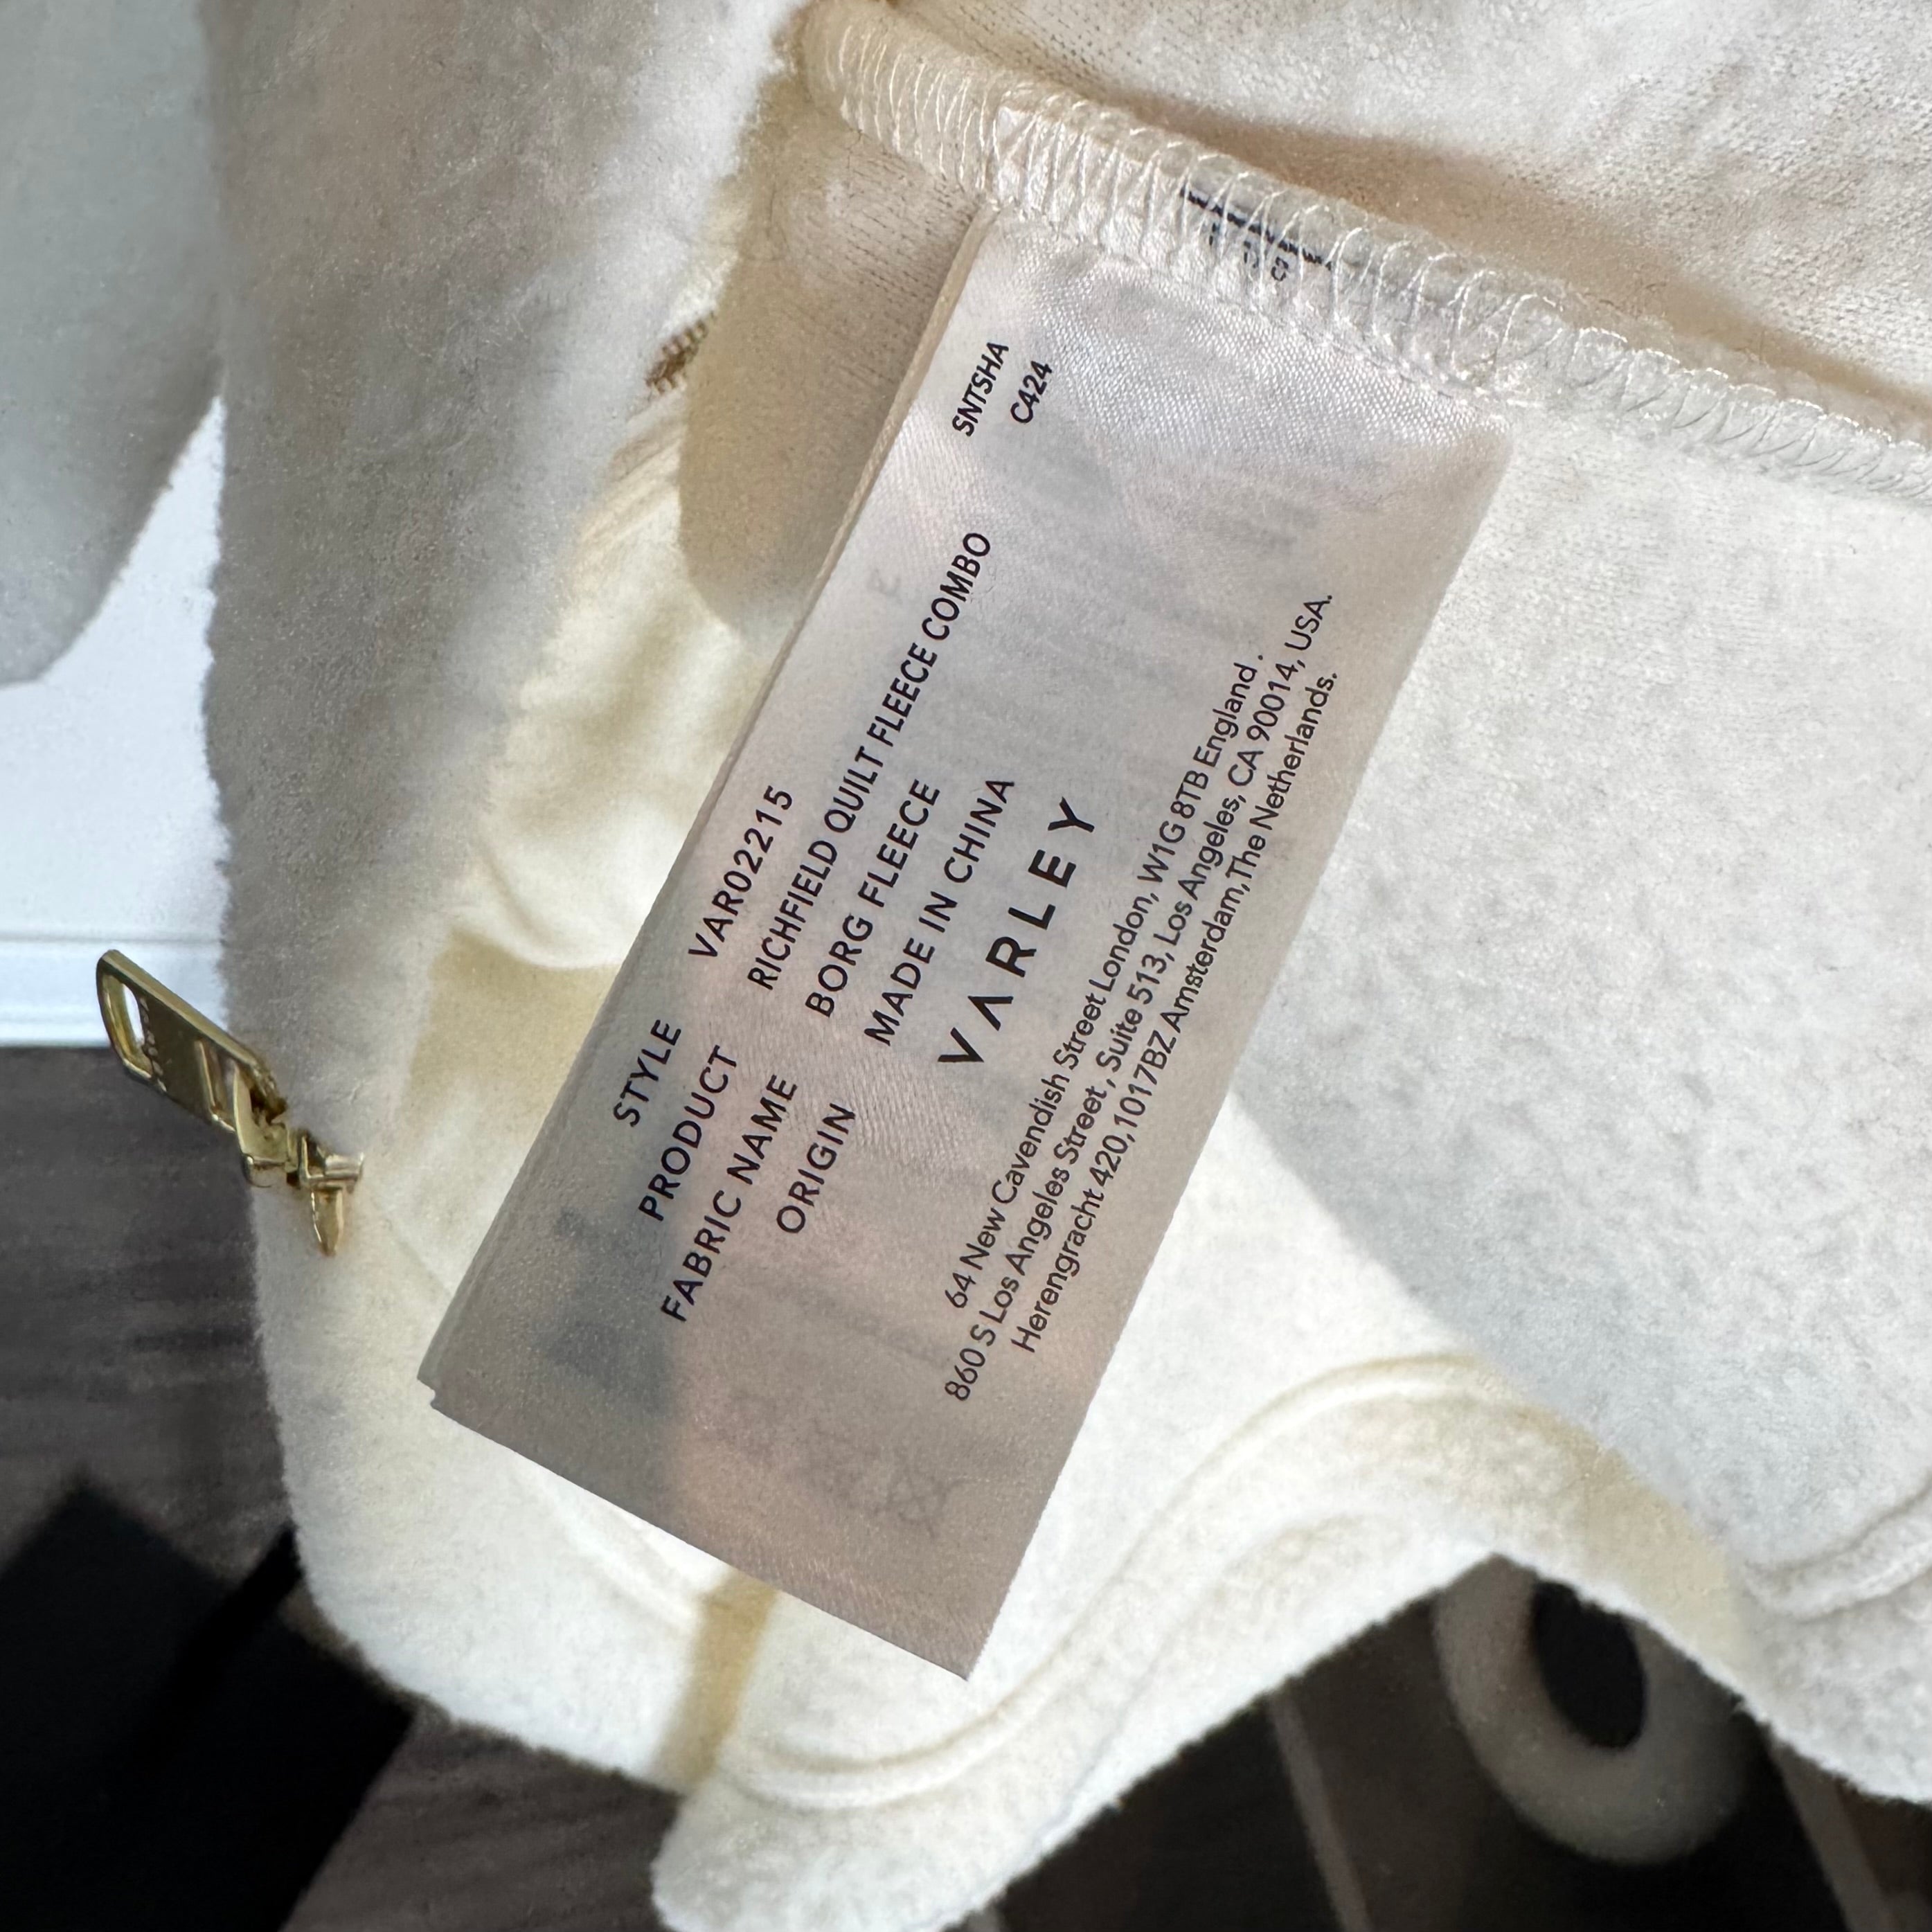 SNTSHA
C424
STYLE VAR02215
PRODUCT RICHFIELD QUILT FLEECE COMBO
FABRIC NAME BORG FLEECE
ORIGIN MADE IN CHINA
VARLEY
64 New Cavendish Street London, W1G 8TB England .
860 S Los Angeles Street , Suite 513, Los Angeles, CA 90014, USA.
Herengracht 420,1017BZ Amsterdam,The Netherlands.